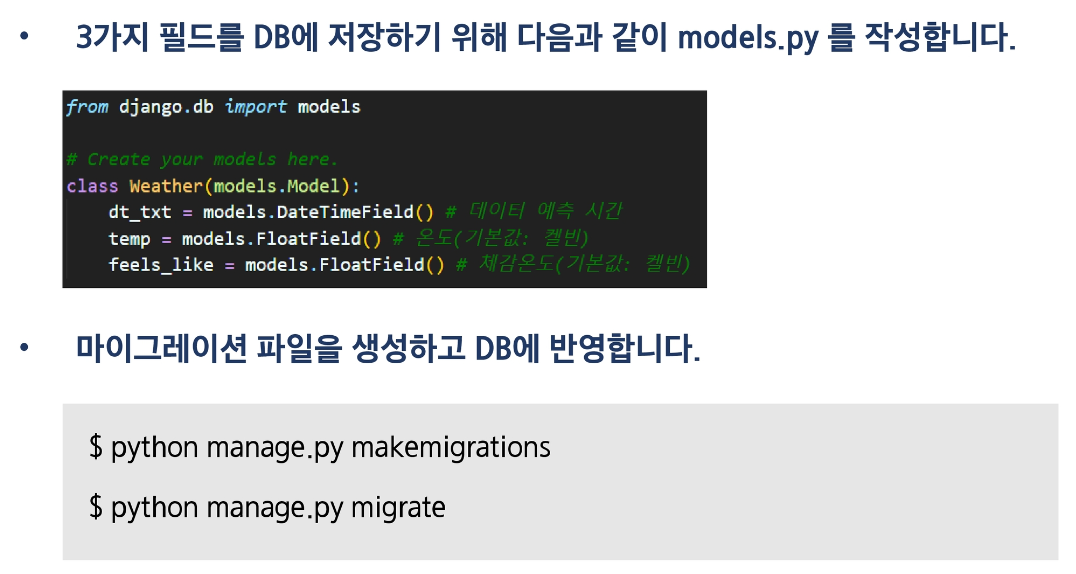 • 3가지 필드를 DB에 저장하기 위해 다음과 같이 models.py 를 작성합니다.
from django.db import models
# Create your models here.
class Weather(models.Model):
    dt_txt = models.DateTimeField() # 데이터 예측 시간
    temp = models.FloatField() # 온도(기본값: 켈빈)
    feels_like = models.FloatField() # 체감온도(기본값: 켈빈)
• 마이그레이션 파일을 생성하고 DB에 반영합니다.
$ python manage.py makemigrations
$ python manage.py migrate